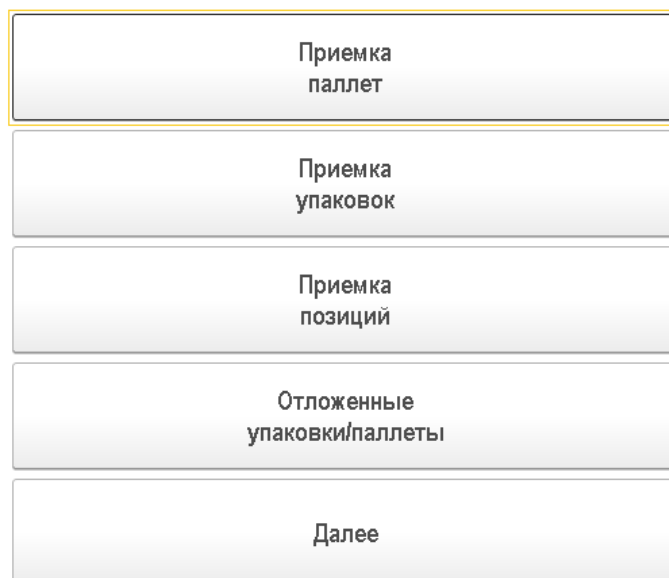 Приемка
паллет
Приемка
упаковок
Приемка
позиций
Отложенные
упаковки/паллеты
Далее